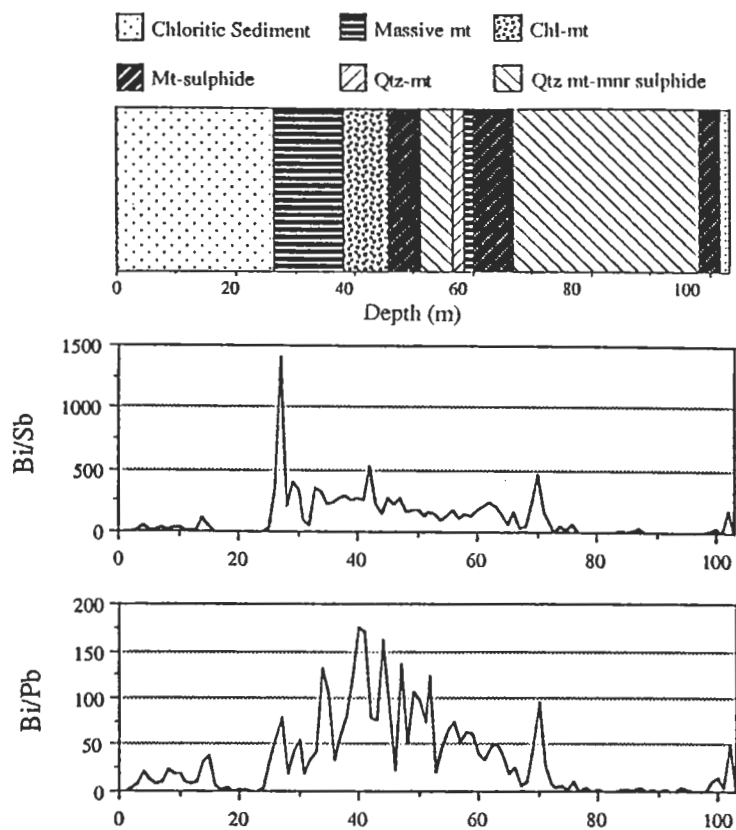 Chloritic Sediment Massive mt Chl-mt
Mt-sulphide Qtz-mt Qtz mt-mnr sulphide
0 20 40 60 80 100
Depth (m)
1500
1000
500
0
Bi/Sb
0 20 40 60 80 100
200
150
100
50
0
Bi/Pb
0 20 40 60 80 100